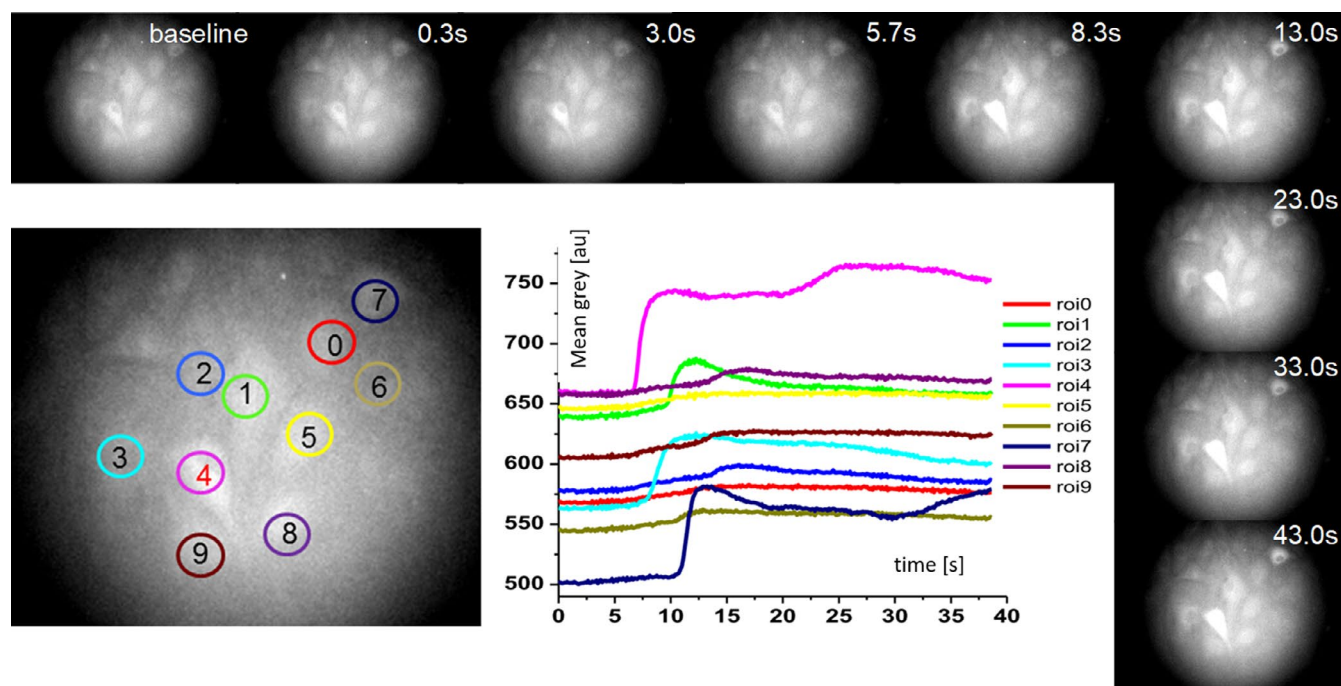 baseline
0.3s
3.0s
5.7s
8.3s
13.0s
23.0s
33.0s
43.0s
7
0
2
1
6
5
3
4
8
9
Mean grey [au]
750
700
650
600
550
500
0 5 10 15 20 25 30 35 40
time [s]
roi0
roi1
roi2
roi3
roi4
roi5
roi6
roi7
roi8
roi9